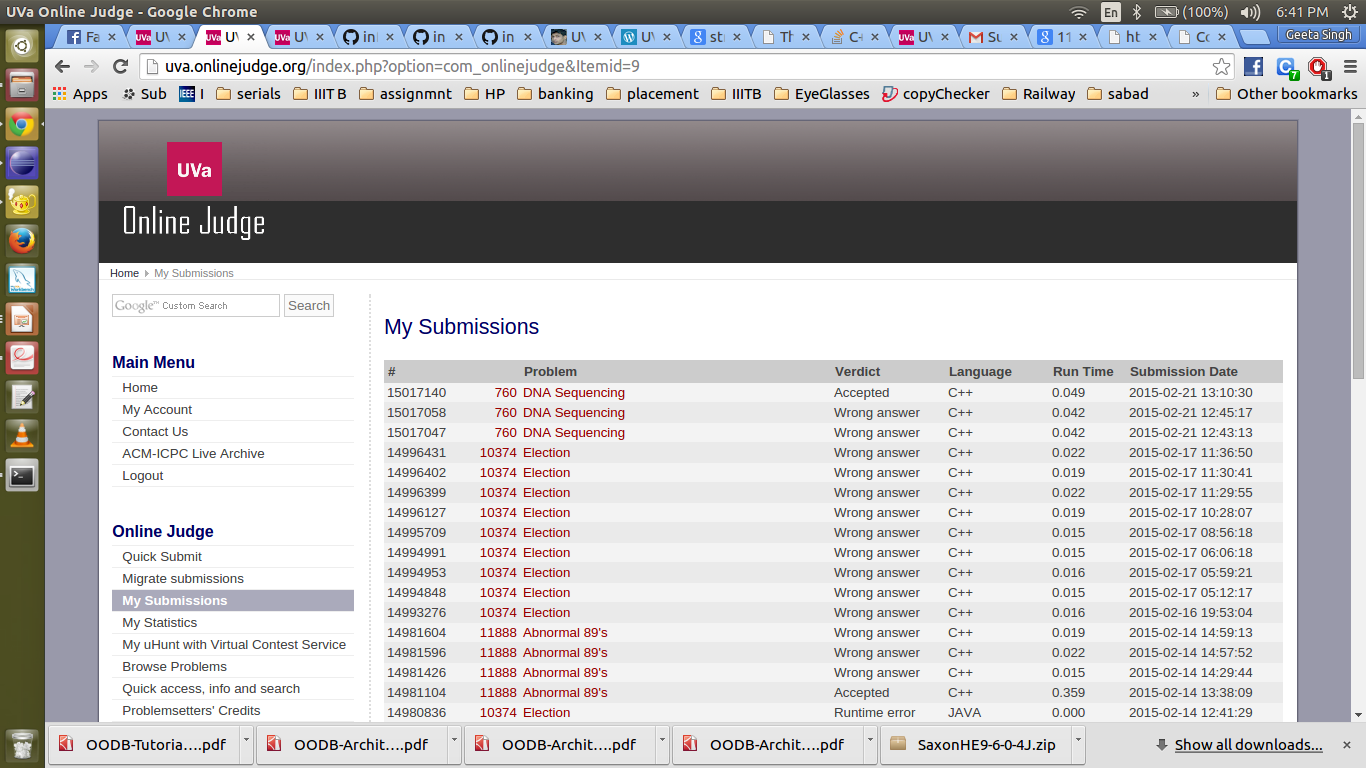 UVa Online Judge - Google Chrome
En (100%) 6:41 PM Geeta Singh
Fa UV UV UV in in in UV UV st Th C+ UV Su 11 ht Co
uva.onlinejudge.org/index.php?option=com_onlinejudge&Itemid=9
Apps Sub IEEE I serials IIIT B assignmnt HP banking placement IIITB EyeGlasses copyChecker Railway sabad » Other bookmarks
UVa
Online Judge
Home My Submissions
Google™ Custom Search Search
Main Menu
Home
My Account
Contact Us
ACM-ICPC Live Archive
Logout
Online Judge
Quick Submit
Migrate submissions
My Submissions
My Statistics
My uHunt with Virtual Contest Service
Browse Problems
Quick access, info and search
Problemsetters' Credits
My Submissions
# Problem Verdict Language Run Time Submission Date
15017140 760 DNA Sequencing Accepted C++ 0.049 2015-02-21 13:10:30
15017058 760 DNA Sequencing Wrong answer C++ 0.042 2015-02-21 12:45:17
15017047 760 DNA Sequencing Wrong answer C++ 0.042 2015-02-21 12:43:13
14996431 10374 Election Wrong answer C++ 0.022 2015-02-17 11:36:50
14996402 10374 Election Wrong answer C++ 0.019 2015-02-17 11:30:41
14996399 10374 Election Wrong answer C++ 0.022 2015-02-17 11:29:55
14996127 10374 Election Wrong answer C++ 0.019 2015-02-17 10:28:07
14995709 10374 Election Wrong answer C++ 0.015 2015-02-17 08:56:18
14994991 10374 Election Wrong answer C++ 0.015 2015-02-17 06:06:18
14994953 10374 Election Wrong answer C++ 0.016 2015-02-17 05:59:21
14994848 10374 Election Wrong answer C++ 0.015 2015-02-17 05:12:17
14993276 10374 Election Wrong answer C++ 0.016 2015-02-16 19:53:04
14981604 11888 Abnormal 89's Wrong answer C++ 0.019 2015-02-14 14:59:13
14981596 11888 Abnormal 89's Wrong answer C++ 0.022 2015-02-14 14:57:52
14981426 11888 Abnormal 89's Wrong answer C++ 0.015 2015-02-14 14:29:44
14981104 11888 Abnormal 89's Accepted C++ 0.359 2015-02-14 13:38:09
14980836 10374 Election Runtime error JAVA 0.000 2015-02-14 12:41:29
OODB-Tutoria....pdf OODB-Archit....pdf OODB-Archit....pdf OODB-Archit....pdf SaxonHE9-6-0-4J.zip Show all downloads...